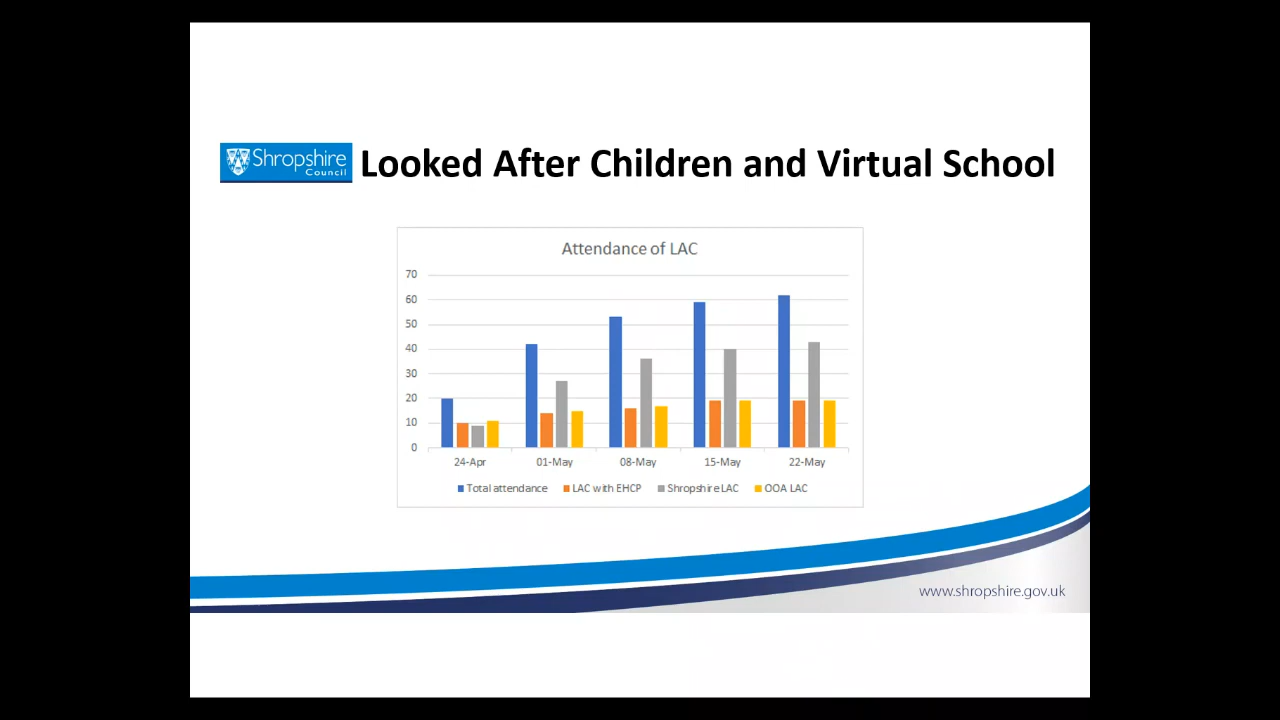 Shropshire
Council
Looked After Children and Virtual School
Attendance of LAC
70
60
50
40
30
20
10
0
24-Apr 01-May 08-May 15-May 22-May
Total attendance LAC with EHCP Shropshire LAC OOA LAC
www.shropshire.gov.uk